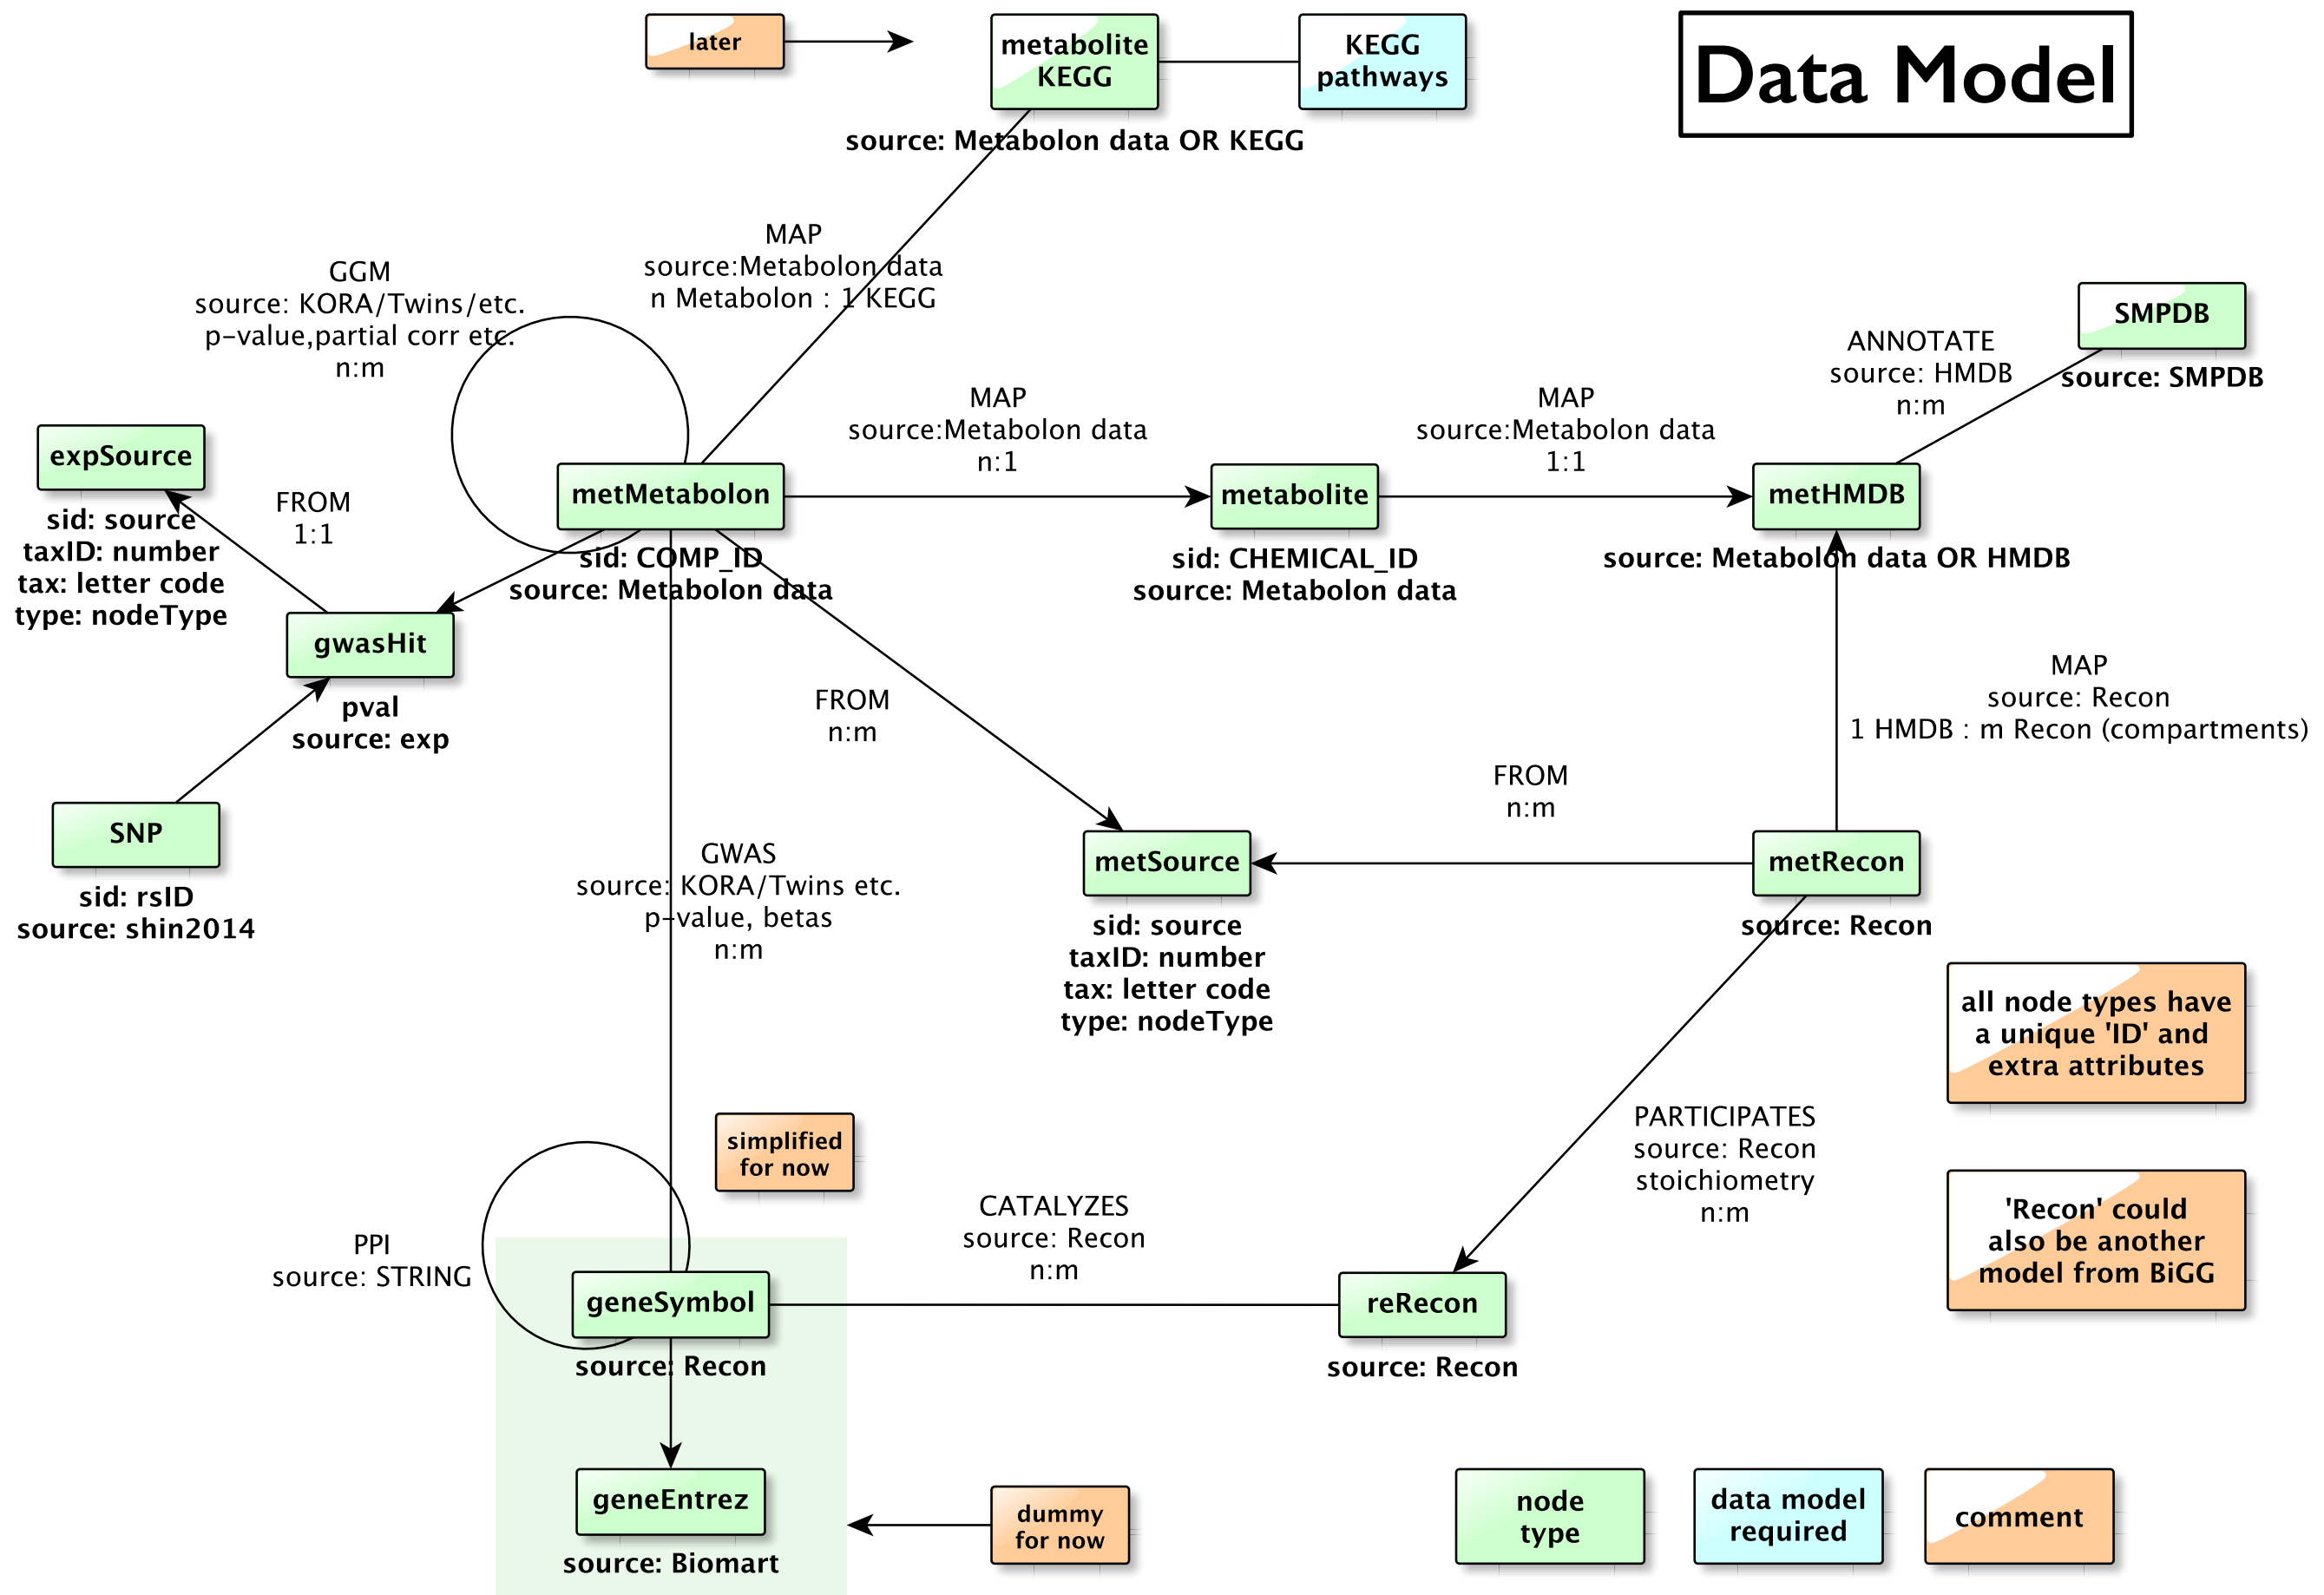 later
metabolite
KEGG
KEGG
pathways
Data Model
source: Metabolon data OR KEGG
MAP
source:Metabolon data
n Metabolon : 1 KEGG
GGM
source: KORA/Twins/etc.
p-value,partial corr etc.
n:m
SMPDB
source: SMPDB
ANNOTATE
source: HMDB
n:m
MAP
source:Metabolon data
n:1
MAP
source:Metabolon data
1:1
expSource
sid: source
taxID: number
tax: letter code
type: nodeType
FROM
1:1
metMetabolon
sid: COMP_ID
source: Metabolon data
metabolite
sid: CHEMICAL_ID
source: Metabolon data
metHMDB
source: Metabolon data OR HMDB
gwasHit
pval
source: exp
FROM
n:m
MAP
source: Recon
1 HMDB : m Recon (compartments)
FROM
n:m
SNP
sid: rsID
source: shin2014
GWAS
source: KORA/Twins etc.
p-value, betas
n:m
metSource
sid: source
taxID: number
tax: letter code
type: nodeType
metRecon
source: Recon
all node types have
a unique 'ID' and
extra attributes
simplified
for now
PARTICIPATES
source: Recon
stoichiometry
n:m
'Recon' could
also be another
model from BiGG
PPI
source: STRING
CATALYZES
source: Recon
n:m
geneSymbol
source: Recon
reRecon
source: Recon
geneEntrez
source: Biomart
dummy
for now
node
type
data model
required
comment